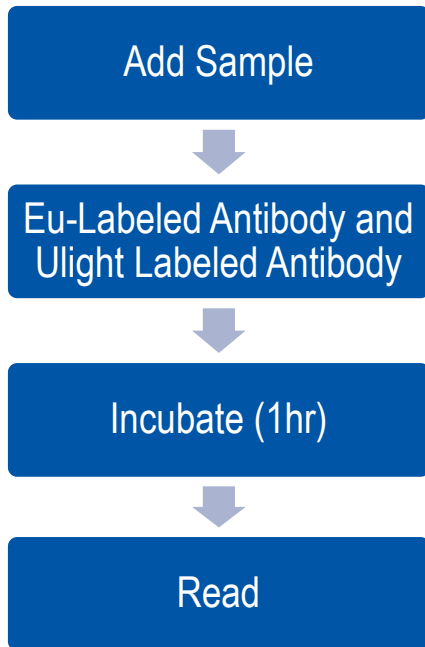 Add Sample
Eu-Labeled Antibody and
Ulight Labeled Antibody
Incubate (1hr)
Read